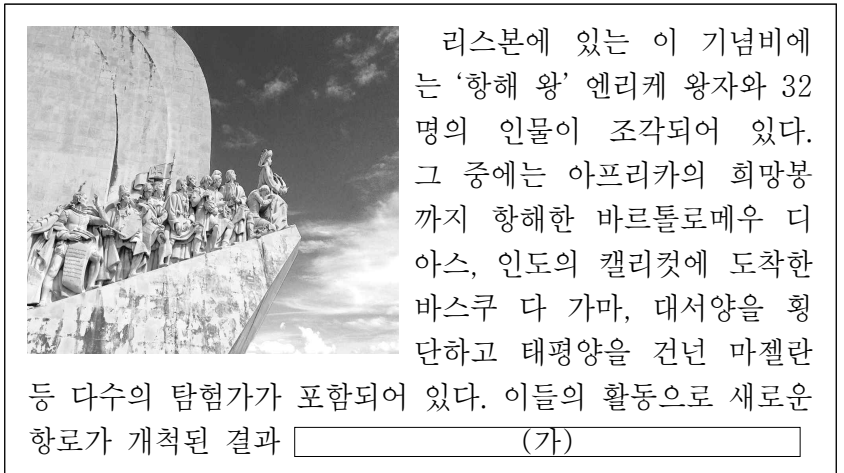 리스본에 있는 이 기념비에
는 ‘항해 왕’ 엔리케 왕자와 32
명의 인물이 조각되어 있다.
그 중에는 아프리카의 희망봉
까지 항해한 바르톨로메우 디
아스, 인도의 캘리컷에 도착한
바스쿠 다 가마, 대서양을 횡
단하고 태평양을 건넌 마젤란
등 다수의 탐험가가 포함되어 있다. 이들의 활동으로 새로운
항로가 개척된 결과 (가)